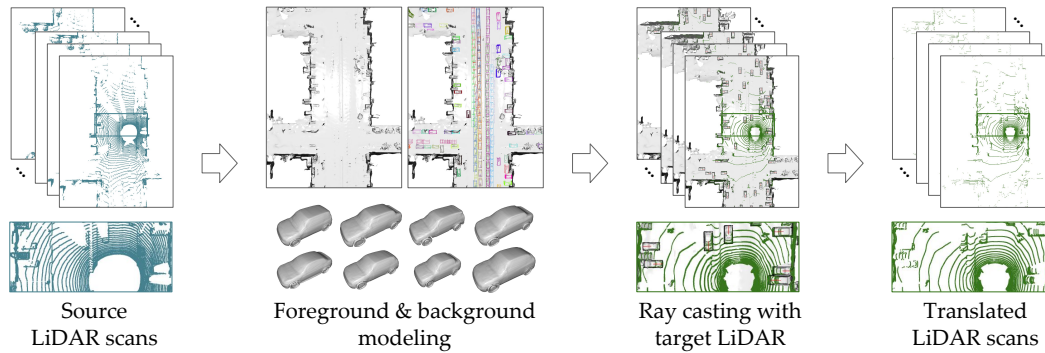 Source
LiDAR scans
Foreground & background
modeling
Ray casting with
target LiDAR
Translated
LiDAR scans